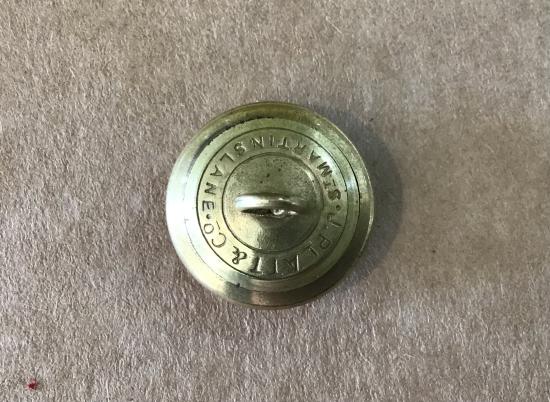 · J. PLATT & Co. ·
St MARTINS LANE